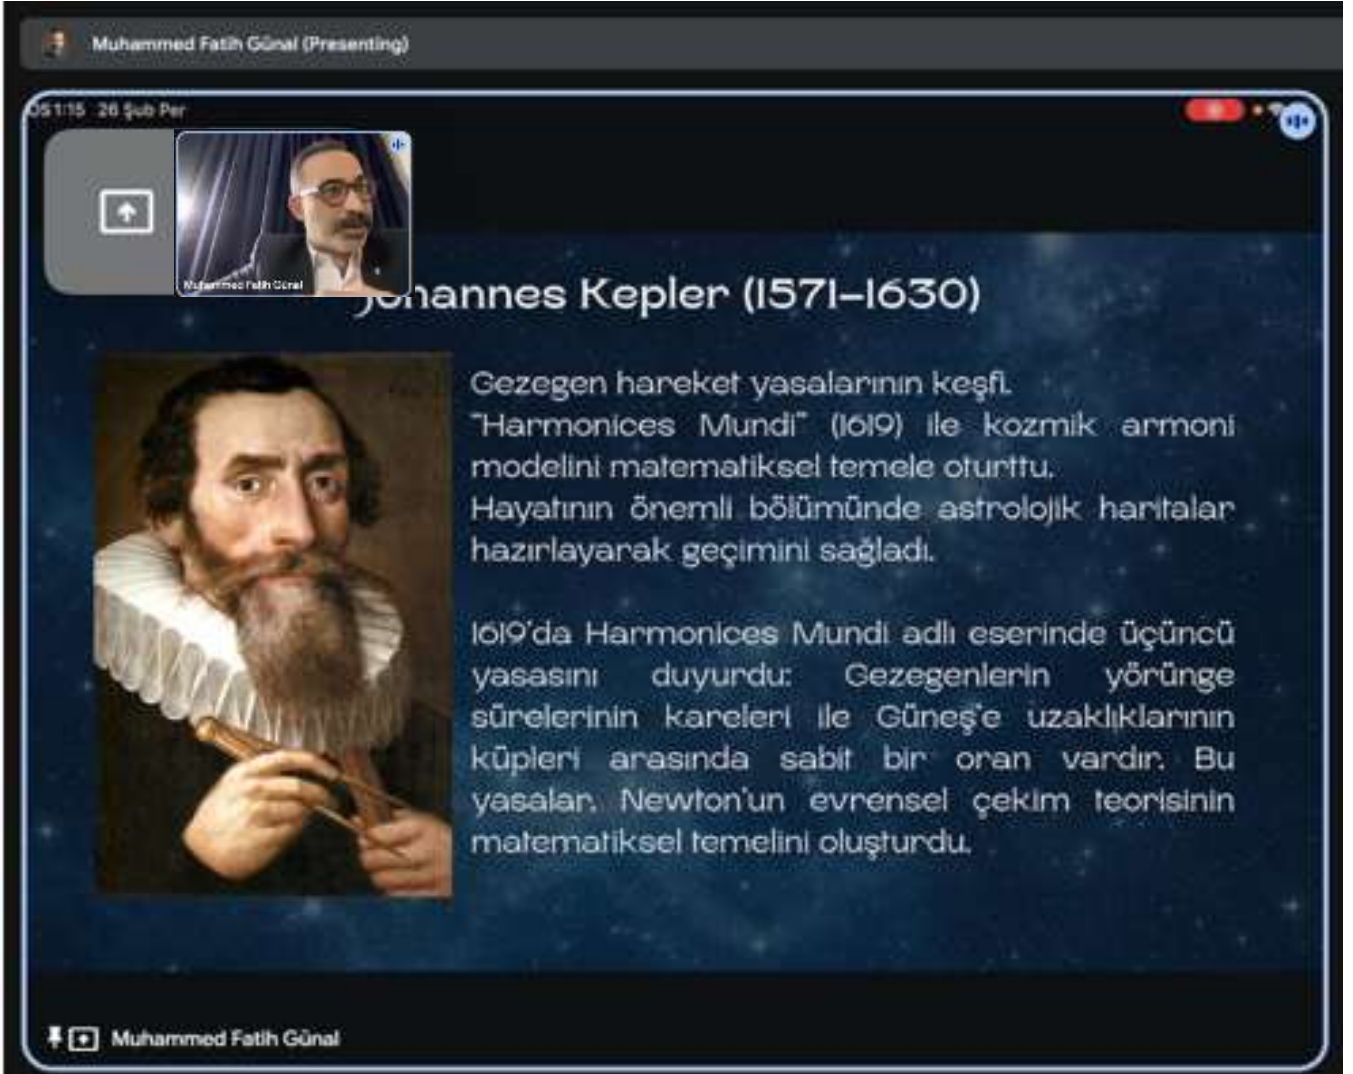 Muhammed Fatih Günal (Presenting)
26 Şub Per
Muhammed Fatih Günal
Johannes Kepler (1571–1630)
Gezegen hareket yasalarının keşfi.
"Harmonices Mundi" (1619) ile kozmik armoni
modelini matematiksel temele oturttu.
Hayatının önemli bölümünde astrolojik haritalar
hazırlayarak geçimini sağladı.
1619'da Harmonices Mundi adlı eserinde üçüncü
yasasını duyurdu: Gezegenlerin yörünge
sürelerinin kareleri ile Güneş'e uzaklıklarının
küpleri arasında sabit bir oran vardır. Bu
yasalar, Newton'un evrensel çekim teorisinin
matematiksel temelini oluşturdu.
Muhammed Fatih Günal